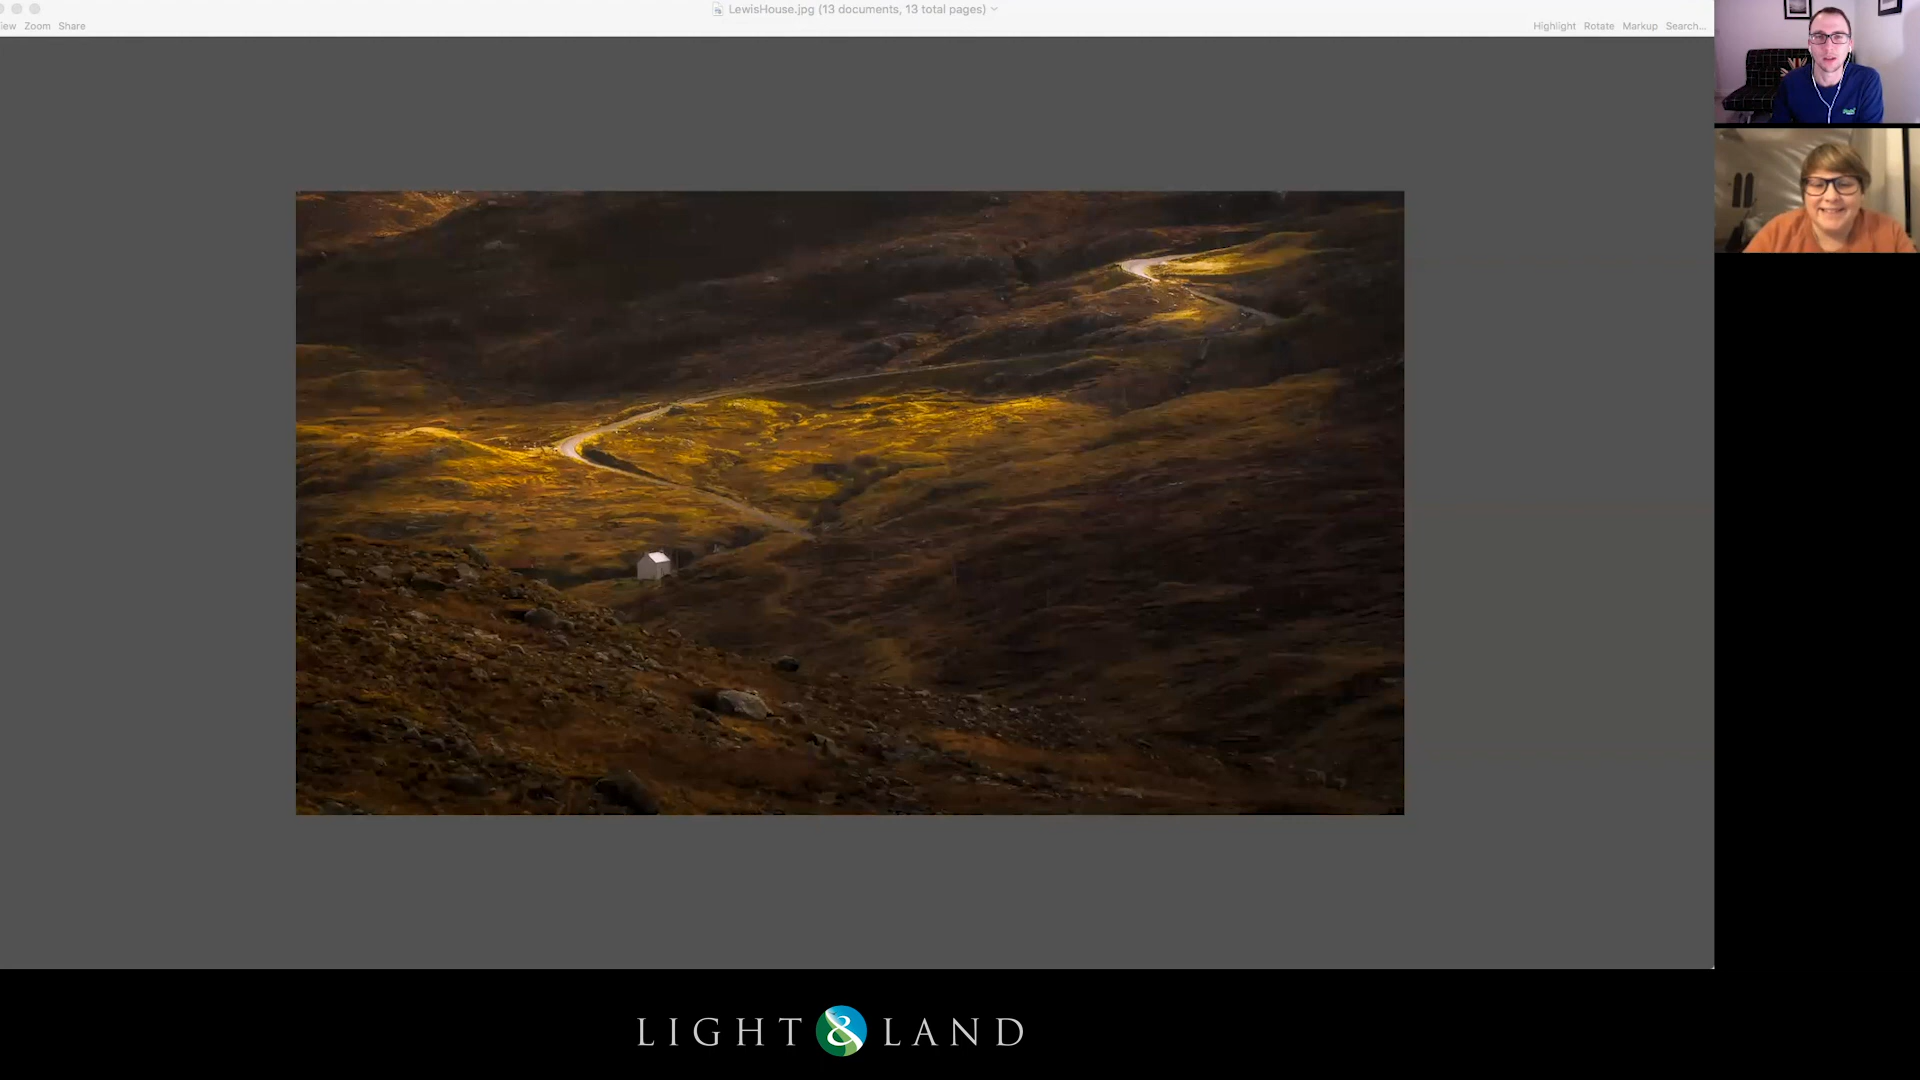 LewisHouse.jpg (13 documents, 13 total pages)
iew Zoom Share
Highlight Rotate Markup Search...
LIGHT & LAND